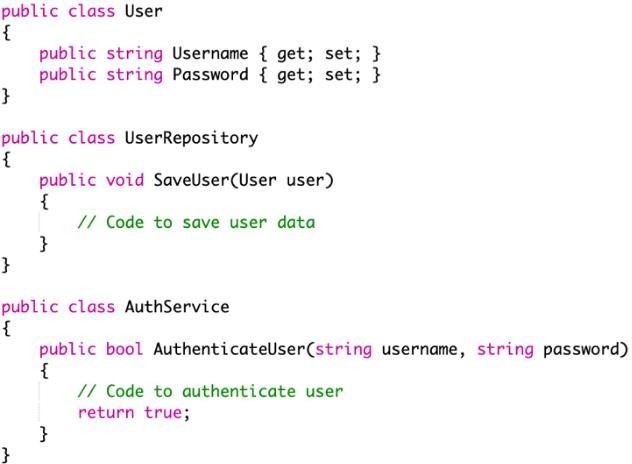 public class User
{
    public string Username { get; set; }
    public string Password { get; set; }
}

public class UserRepository
{
    public void SaveUser(User user)
    {
        // Code to save user data
    }
}

public class AuthService
{
    public bool AuthenticateUser(string username, string password)
    {
        // Code to authenticate user
        return true;
    }
}